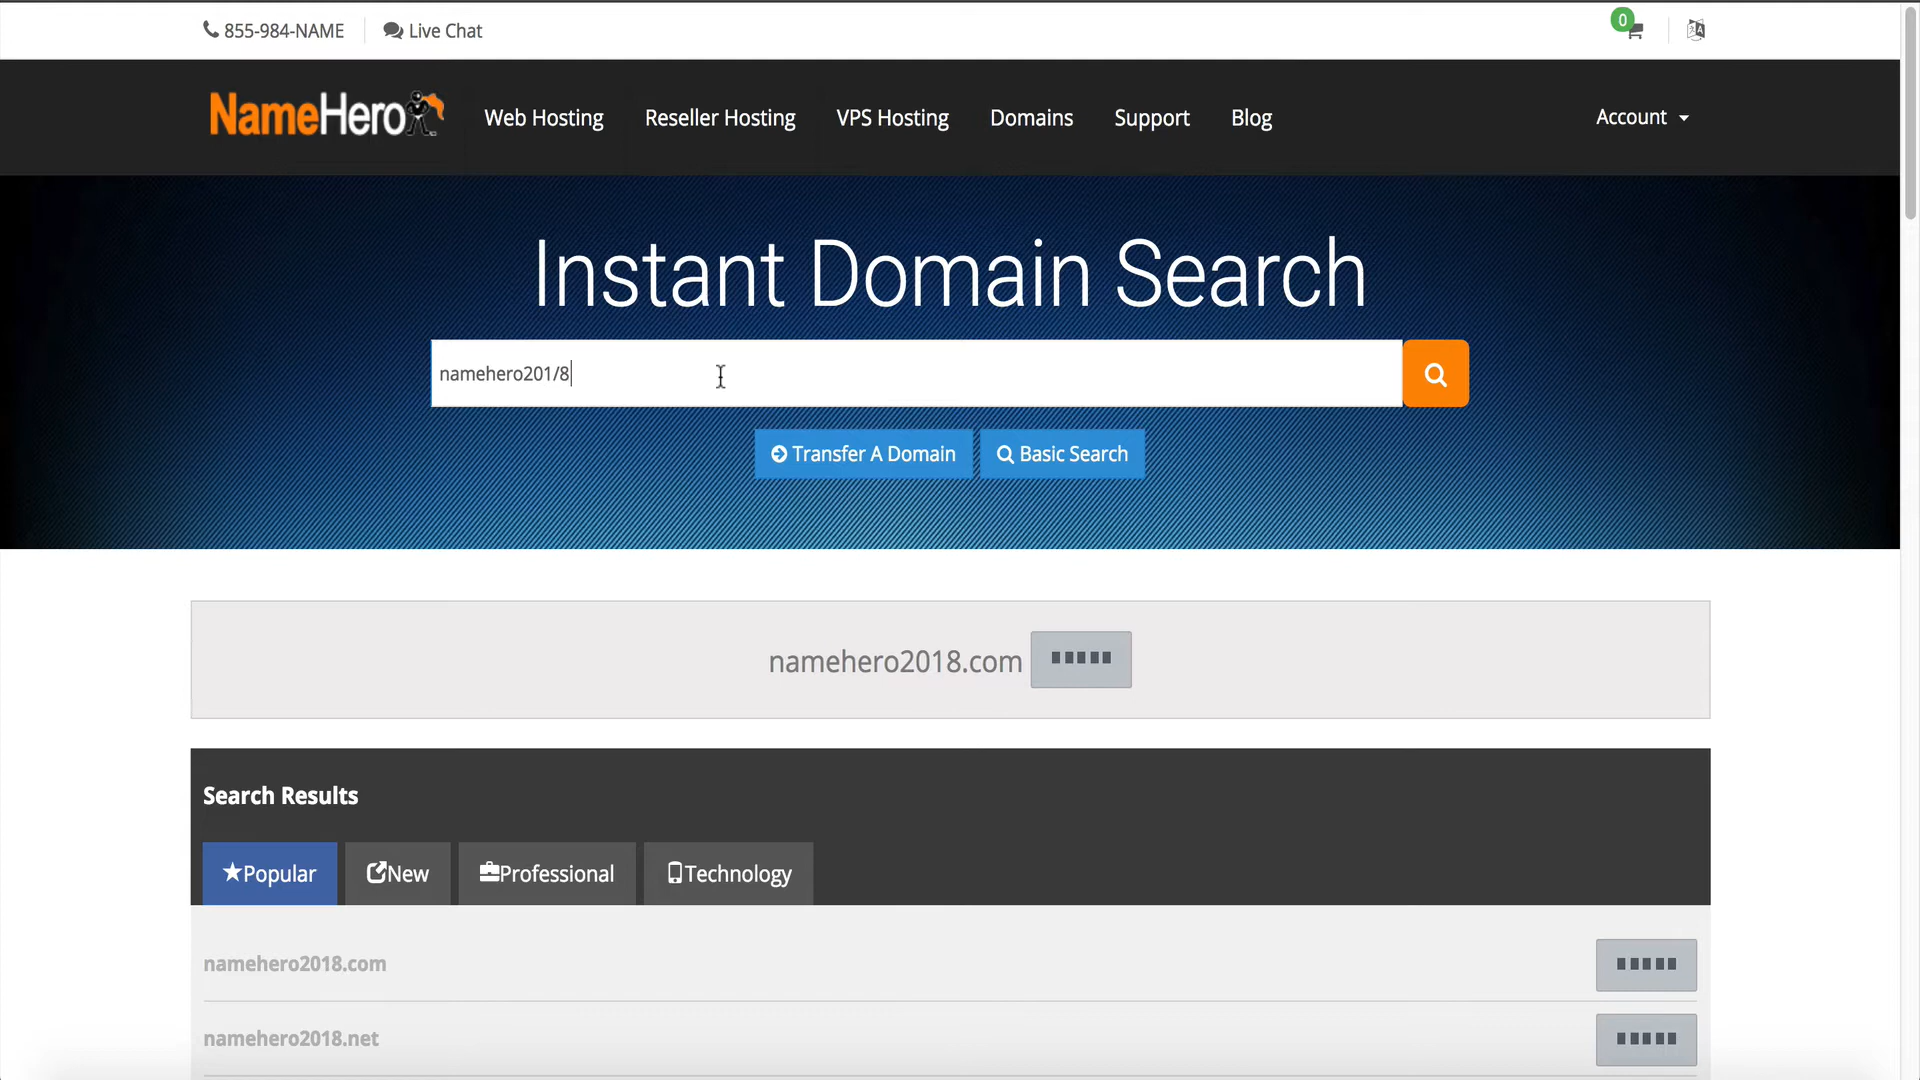 855-984-NAME
Live Chat
0
NameHero
Web Hosting
Reseller Hosting
VPS Hosting
Domains
Support
Blog
Account
Instant Domain Search
namehero201/8
Transfer A Domain
Basic Search
namehero2018.com
Search Results
Popular
New
Professional
Technology
namehero2018.com
namehero2018.net